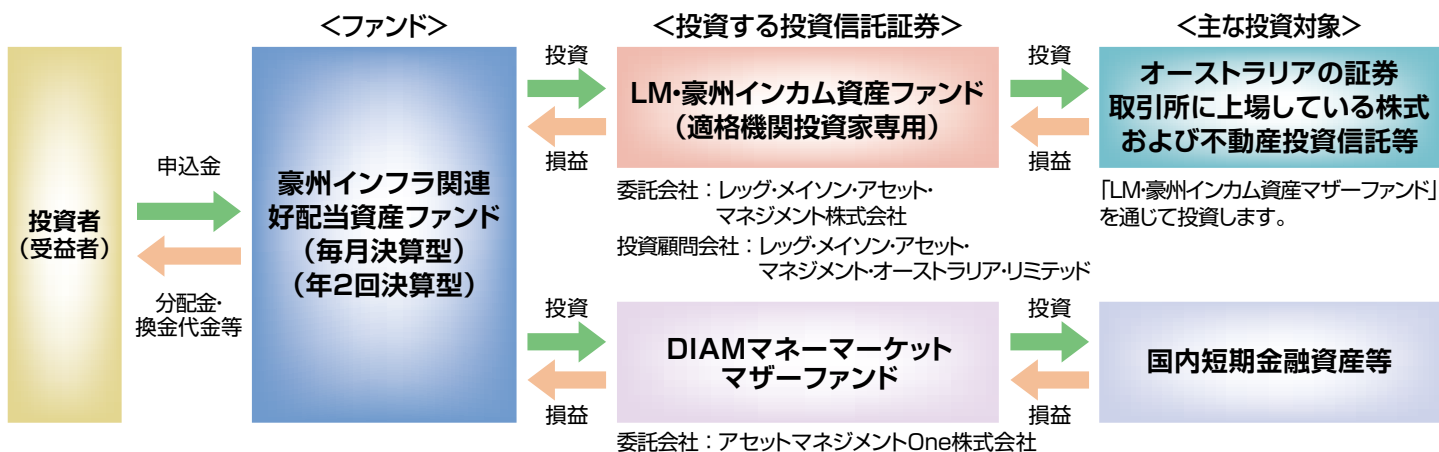 ＜ファンド＞
＜投資する投資信託証券＞
＜主な投資対象＞
投資者
（受益者）
申込金
分配金・
換金代金等
豪州インフラ関連
好配当資産ファンド
（毎月決算型）
（年2回決算型）
投資
損益
LM・豪州インカム資産ファンド
（適格機関投資家専用）
委託会社：レッグ・メイソン・アセット・
マネジメント株式会社
投資顧問会社：レッグ・メイソン・アセット・
マネジメント・オーストラリア・リミテッド
投資
損益
オーストラリアの証券
取引所に上場している株式
および不動産投資信託等
「LM・豪州インカム資産マザーファンド」
を通じて投資します。
投資
損益
DIAMマネーマーケット
マザーファンド
委託会社：アセットマネジメントOne株式会社
投資
損益
国内短期金融資産等